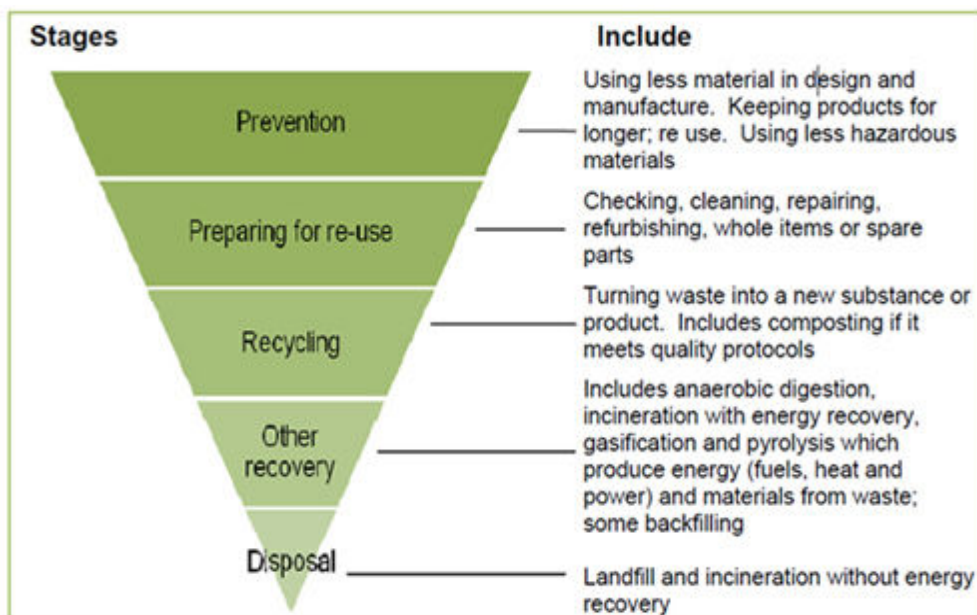 Stages
Include
Prevention
Using less material in design and
manufacture. Keeping products for
longer; re use. Using less hazardous
materials
Preparing for re-use
Checking, cleaning, repairing,
refurbishing, whole items or spare
parts
Recycling
Turning waste into a new substance or
product. Includes composting if it
meets quality protocols
Other
recovery
Includes anaerobic digestion,
incineration with energy recovery,
gasification and pyrolysis which
produce energy (fuels, heat and
power) and materials from waste;
some backfilling
Disposal
Landfill and incineration without energy
recovery